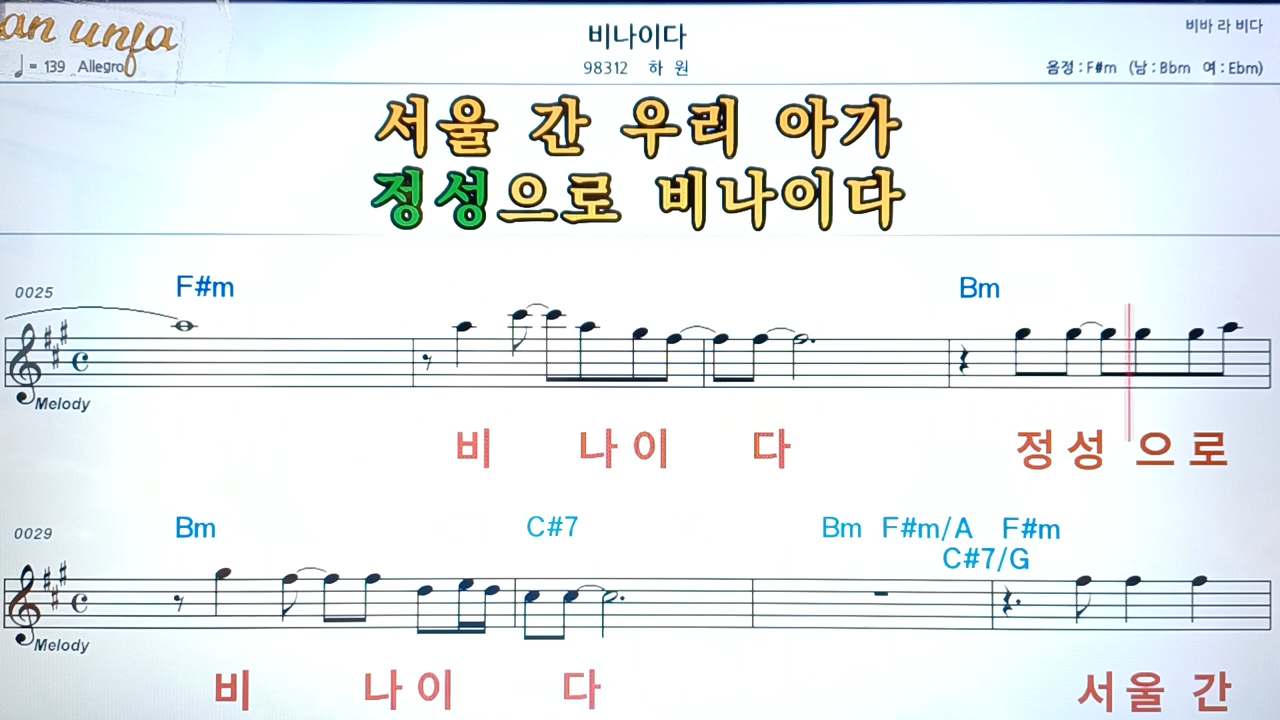 an unfa
비나이다
비바 라 비다
♩= 139 Allegro
98312 하 원
음정 : F#m (남 : Bbm 여 : Ebm)
서울 간 우리 아가
정성으로 비나이다
0025
F#m Bm
Melody
비 나 이 다 정 성 으 로
0029
Bm C#7 Bm F#m/A F#m
C#7/G
Melody
비 나 이 다 서 울 간